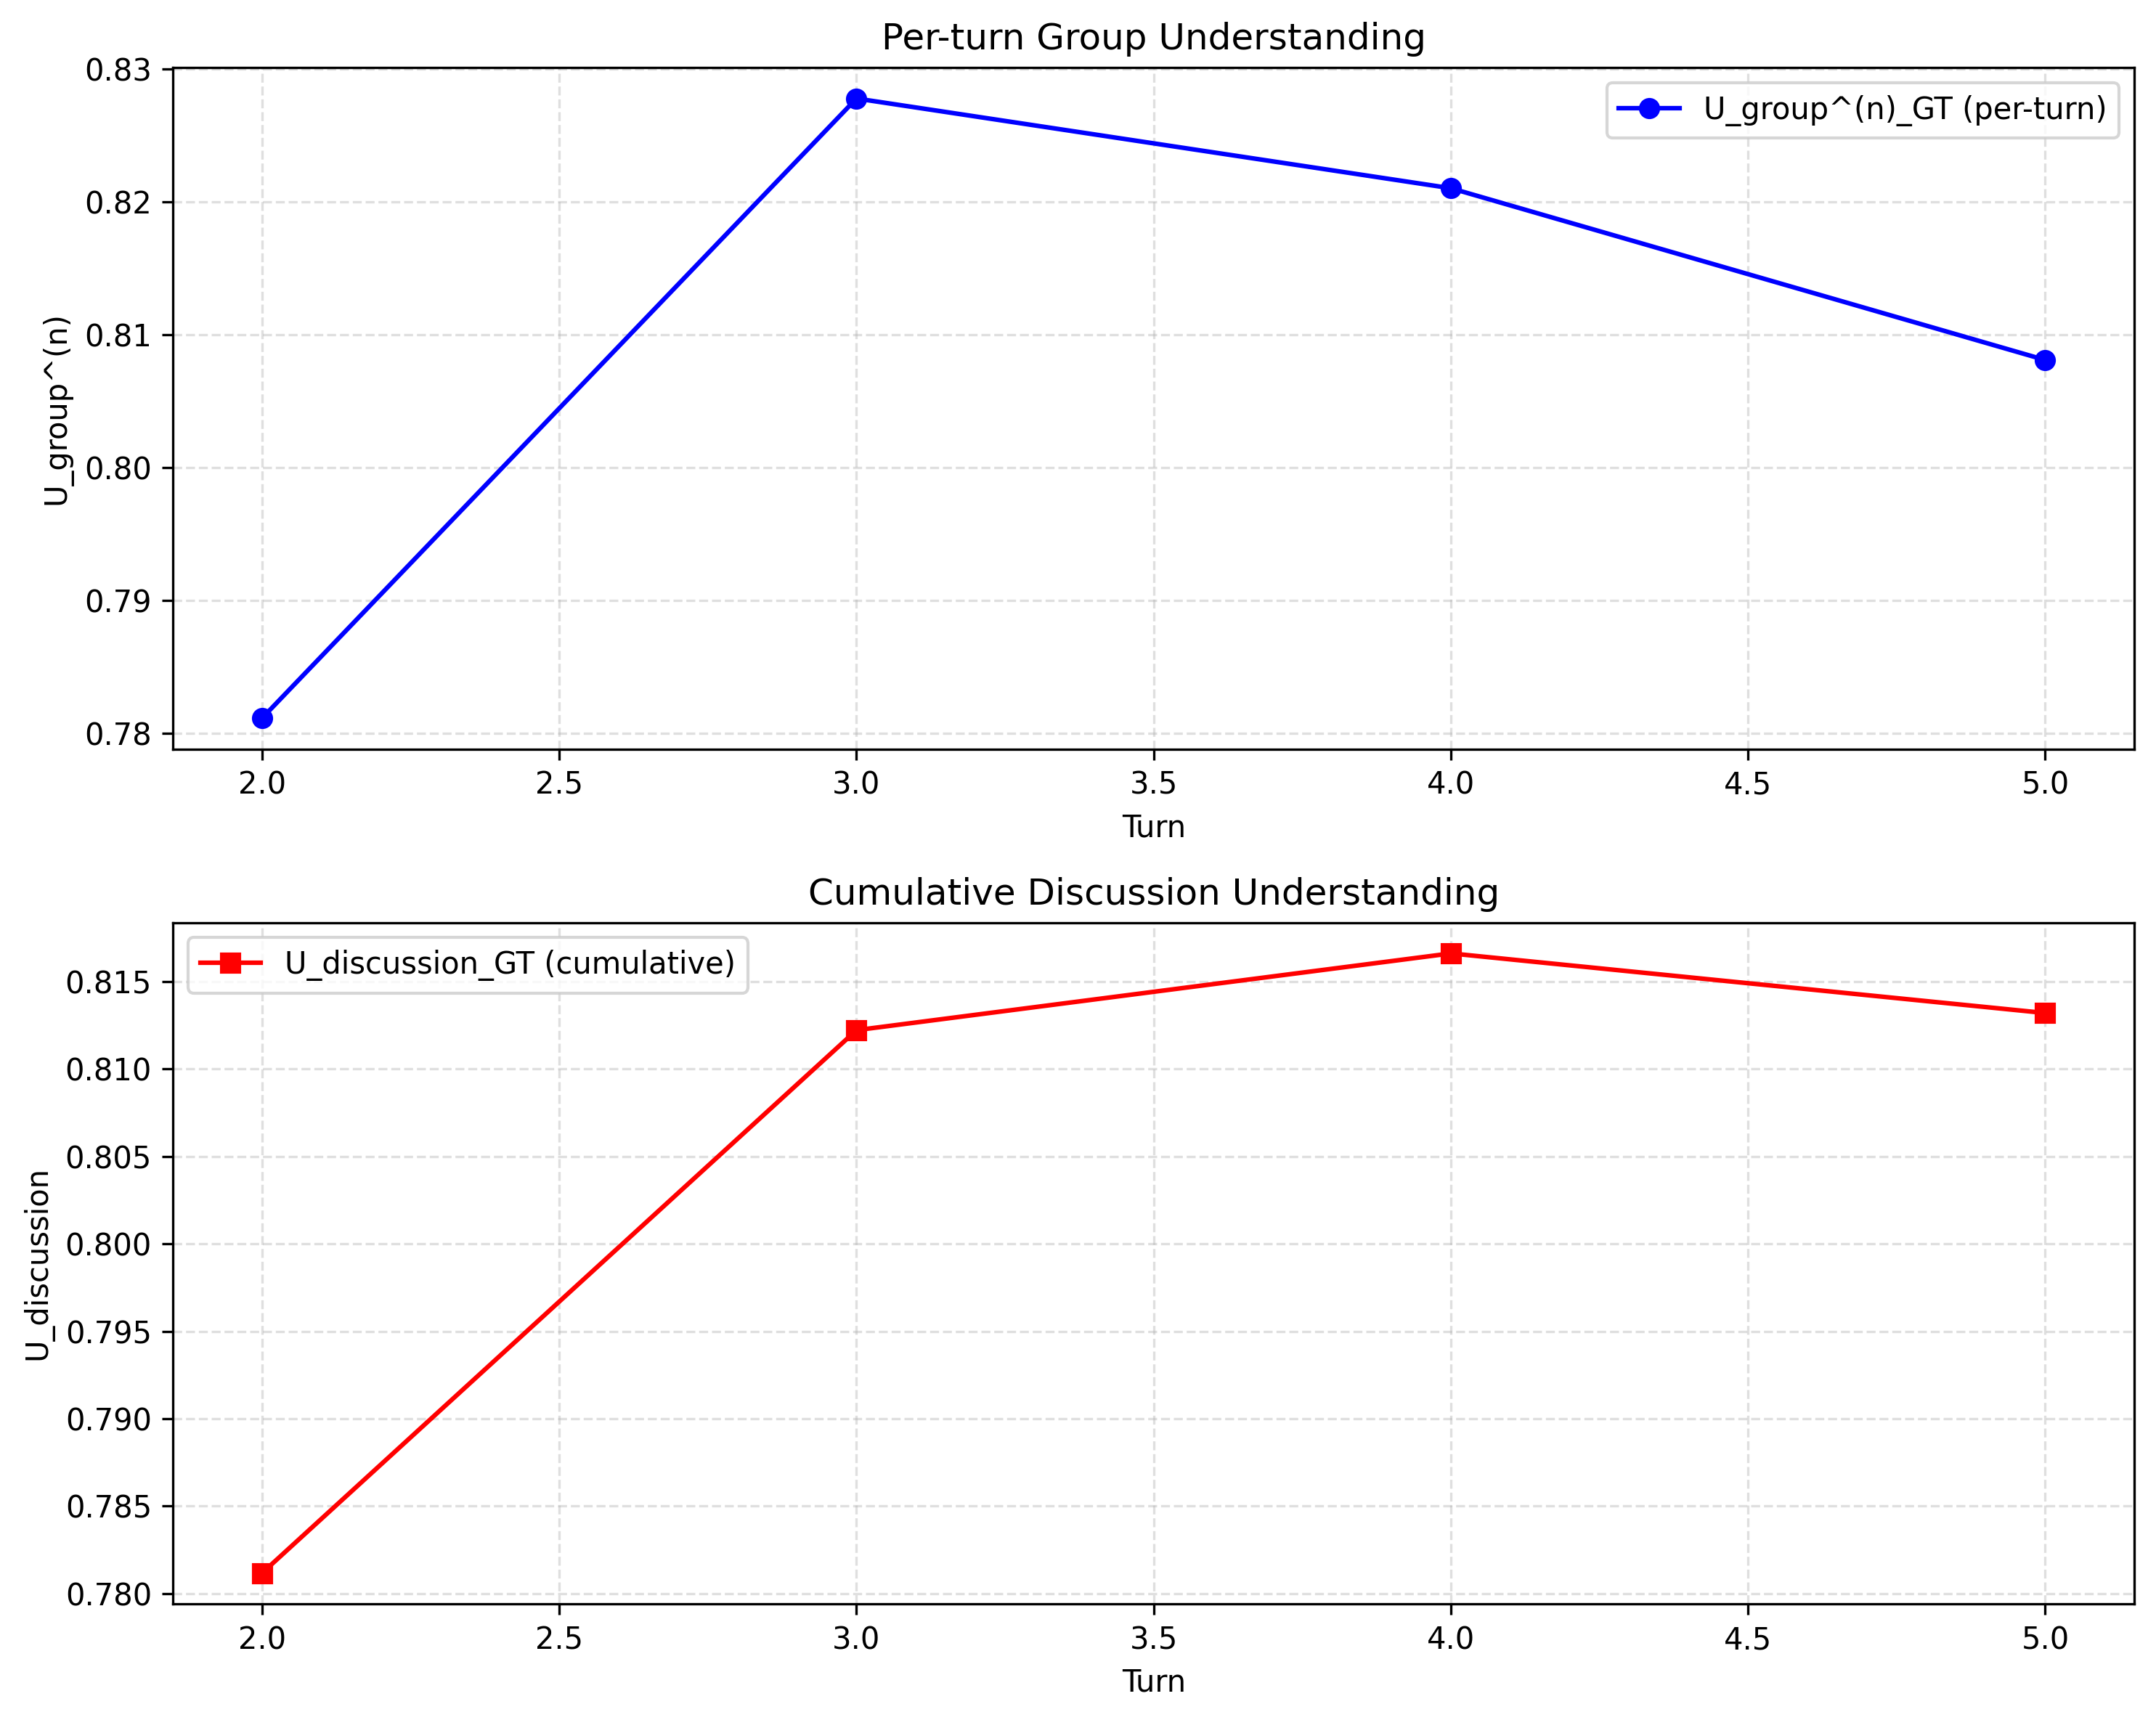 Per-turn Group Understanding
U_group^(n)_GT (per-turn)
U_group^(n)
0.83
0.82
0.81
0.80
0.79
0.78
2.0 2.5 3.0 3.5 4.0 4.5 5.0
Turn
Cumulative Discussion Understanding
U_discussion_GT (cumulative)
U_discussion
0.815
0.810
0.805
0.800
0.795
0.790
0.785
0.780
2.0 2.5 3.0 3.5 4.0 4.5 5.0
Turn